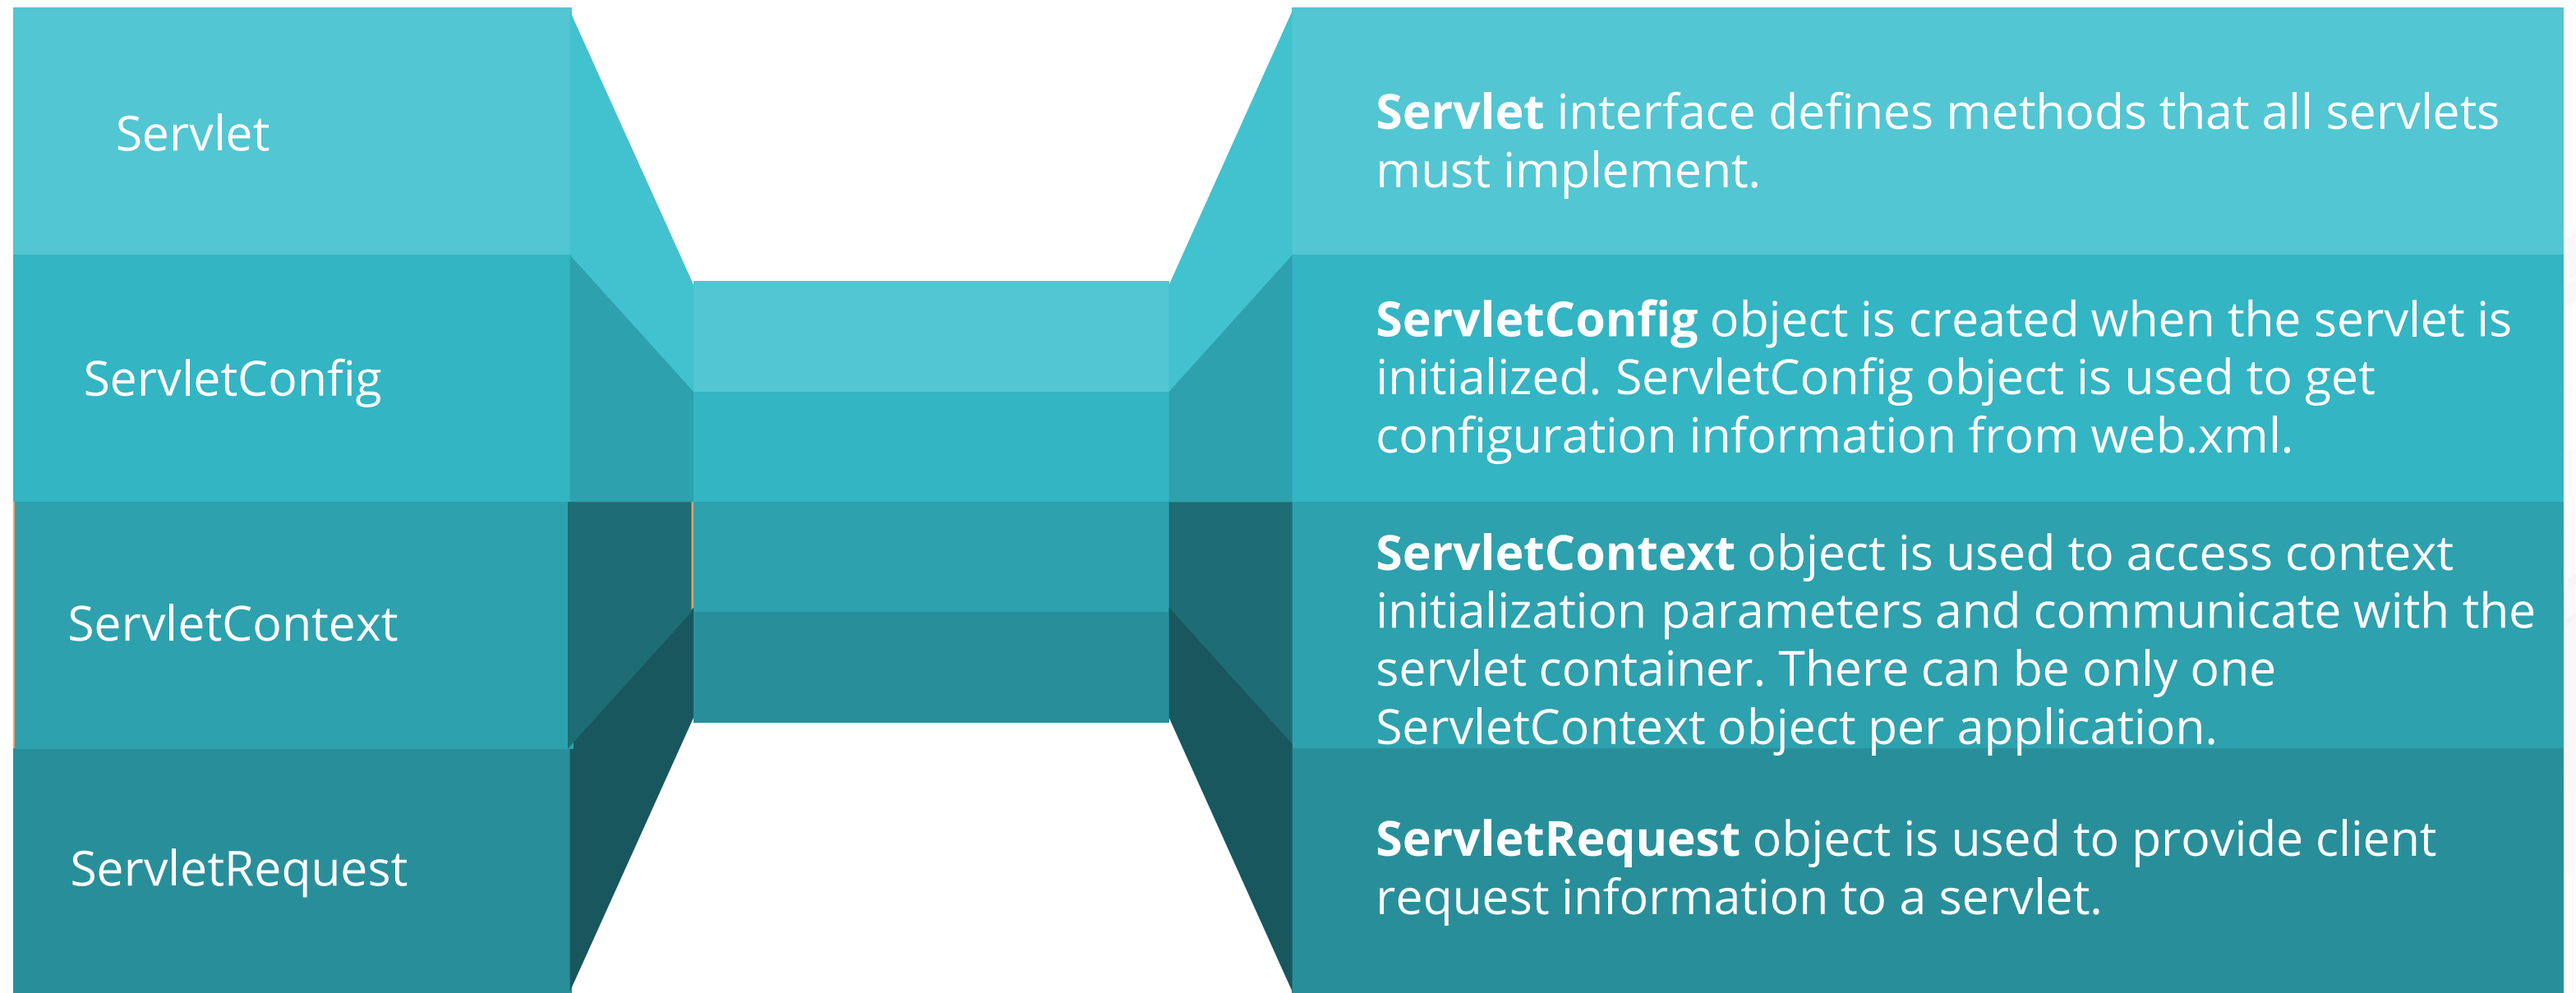 Servlet
Servlet interface defines methods that all servlets
must implement.
ServletConfig
ServletConfig object is created when the servlet is
initialized. ServletConfig object is used to get
configuration information from web.xml.
ServletContext
ServletContext object is used to access context
initialization parameters and communicate with the
servlet container. There can be only one
ServletContext object per application.
ServletRequest
ServletRequest object is used to provide client
request information to a servlet.